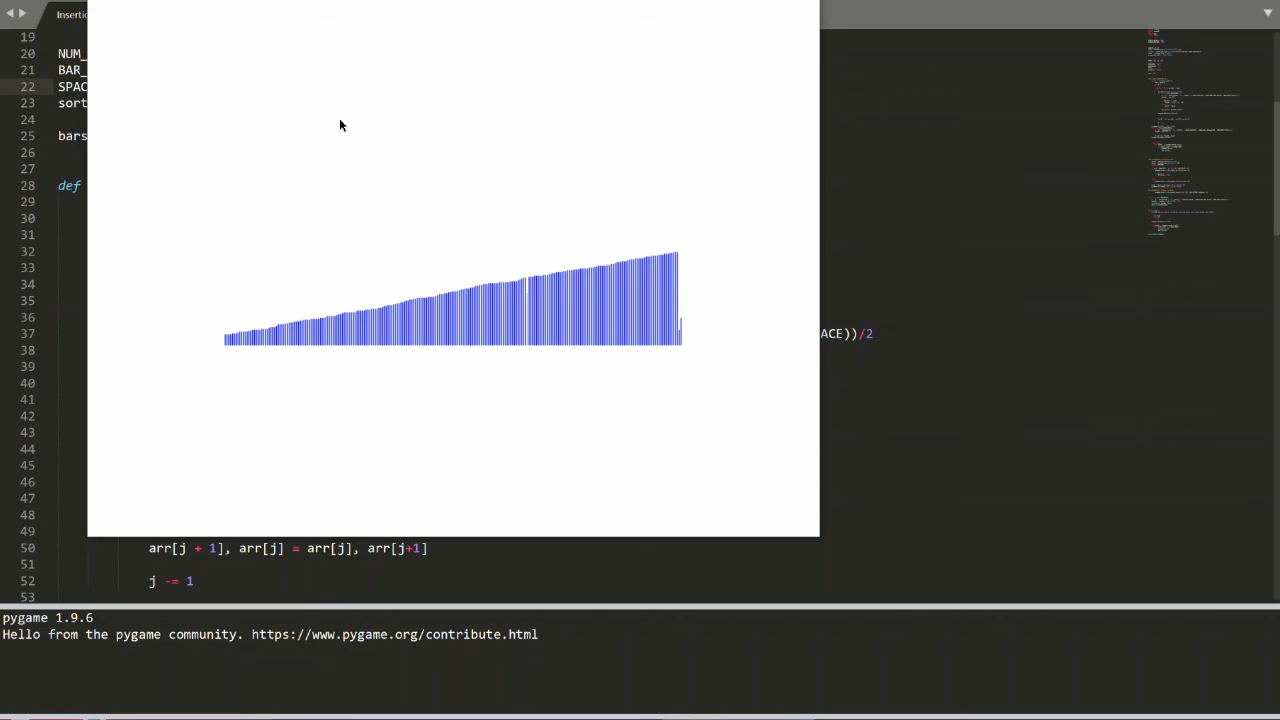 Insertio
19
20 NUM_
21 BAR_
22 SPAC
23 sort
24
25 bars
26
27
28 def
29
30
31
32
33
34
35
36
37 ACE))/2
38
39
40
41
42
43
44
45
46
47
48
49
50 arr[j + 1], arr[j] = arr[j], arr[j+1]
51
52 j -= 1
53
pygame 1.9.6
Hello from the pygame community. https://www.pygame.org/contribute.html